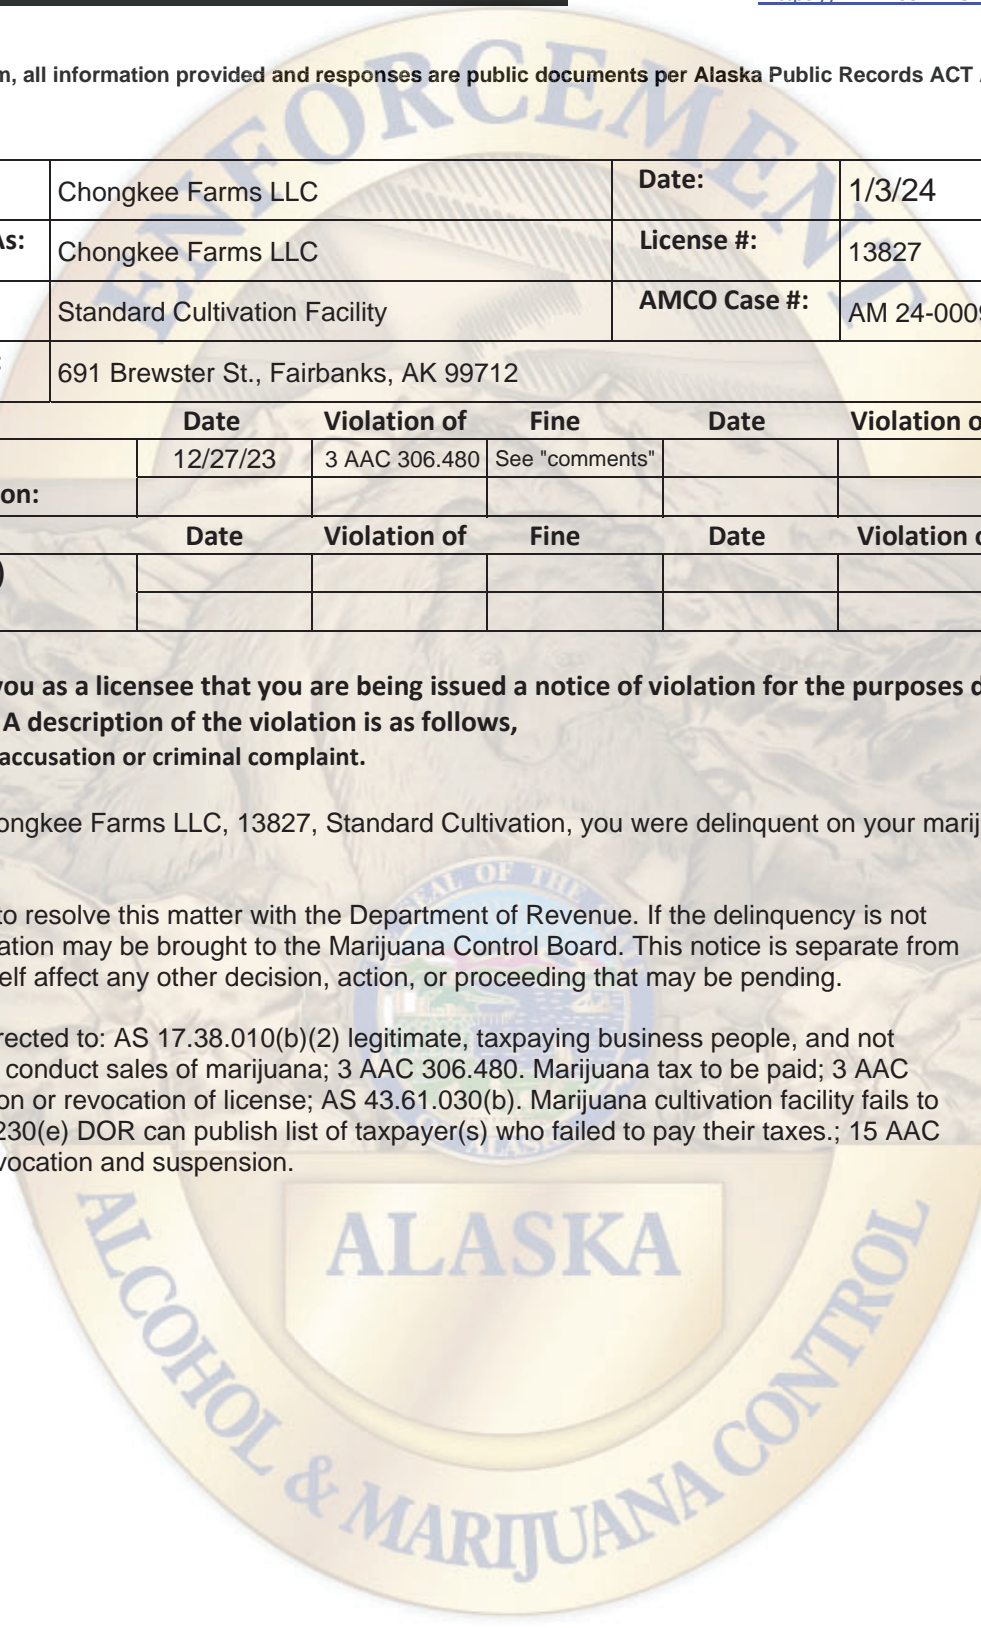 m, all information provided and responses are public documents per Alaska Public Records ACT
Chongkee Farms LLC Date: 1/3/24
As: Chongkee Farms LLC License #: 13827
Standard Cultivation Facility AMCO Case #: AM 24-000
: 691 Brewster St., Fairbanks, AK 99712
Date Violation of Fine Date Violation o
12/27/23 3 AAC 306.480 See "comments"
on:
Date Violation of Fine Date Violation
)
you as a licensee that you are being issued a notice of violation for the purposes d
A description of the violation is as follows,
accusation or criminal complaint.
ongkee Farms LLC, 13827, Standard Cultivation, you were delinquent on your marij
to resolve this matter with the Department of Revenue. If the delinquency is not
ation may be brought to the Marijuana Control Board. This notice is separate from
elf affect any other decision, action, or proceeding that may be pending.
rected to: AS 17.38.010(b)(2) legitimate, taxpaying business people, and not
conduct sales of marijuana; 3 AAC 306.480. Marijuana tax to be paid; 3 AAC
on or revocation of license; AS 43.61.030(b). Marijuana cultivation facility fails to
230(e) DOR can publish list of taxpayer(s) who failed to pay their taxes.; 15 AAC
vocation and suspension.
ENFORCEMENT
SEAL OF THE
ALASKA
ALCOHOL & MARIJUANA CONTROL